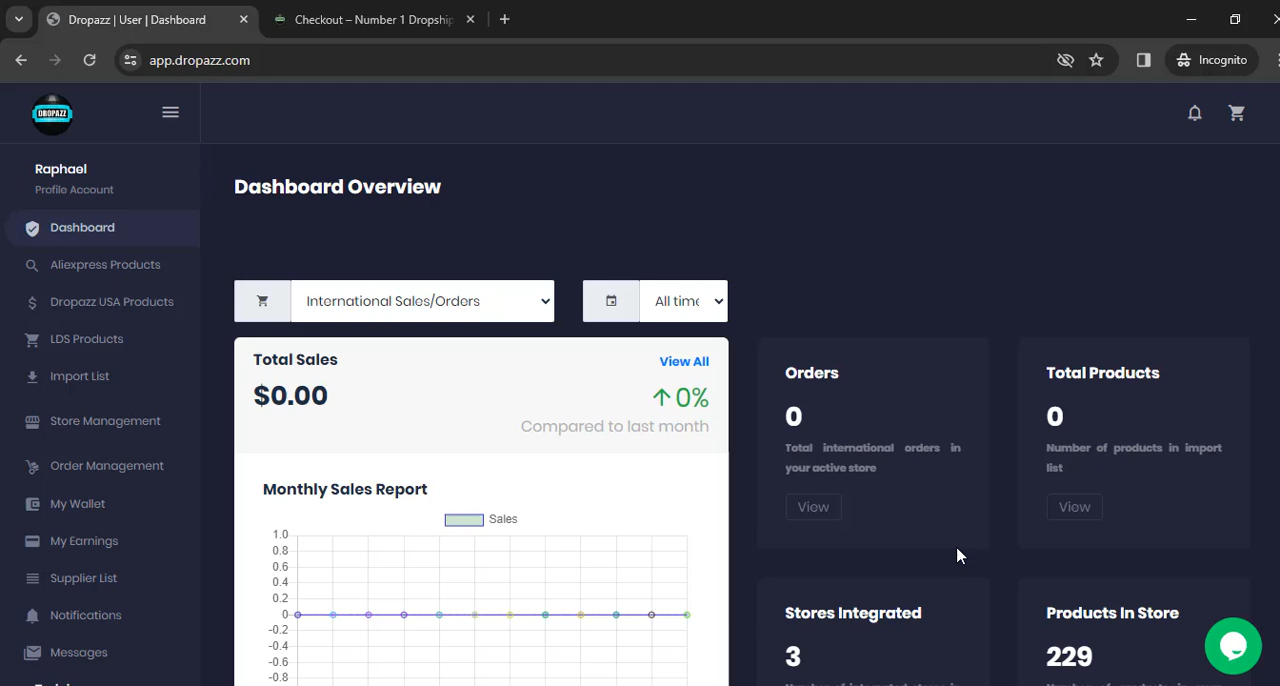 Dropazz | User | Dashboard
Checkout – Number 1 Dropship
app.dropazz.com
Incognito
DROPAZZ
Raphael
Profile Account
Dashboard
Aliexpress Products
Dropazz USA Products
LDS Products
Import List
Store Management
Order Management
My Wallet
My Earnings
Supplier List
Notifications
Messages
Dashboard Overview
International Sales/Orders
All time
Total Sales
View All
$0.00
0%
Compared to last month
Monthly Sales Report
Sales
1.0
0.8
0.6
0.4
0.2
0
-0.2
-0.4
-0.6
-0.8
Orders
0
Total international orders in
your active store
View
Total Products
0
Number of products in import
list
View
Stores Integrated
3
Products In Store
229